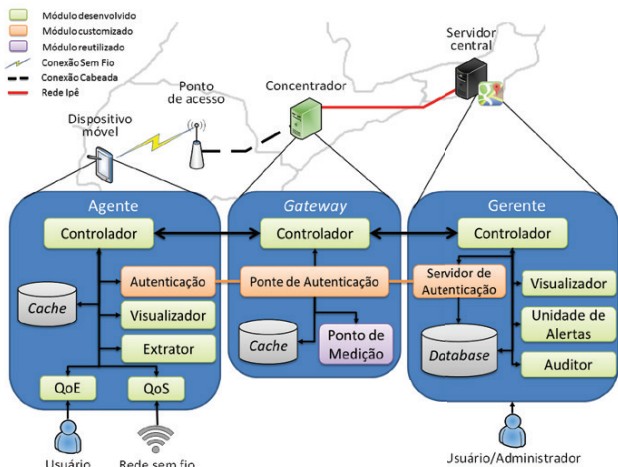 Módulo desenvolvido
Módulo customizado
Módulo reutilizado
Conexão Sem Fio
Conexão Cabeada
Rede Ipê
Dispositivo
móvel
Ponto
de acesso
Concentrador
Servidor
central
Agente
Controlador
Autenticação
Cache
Visualizador
Extrator
QoE
QoS
Usuário
Rede sem fio
Gateway
Controlador
Ponte de Autenticação
Cache
Ponto de
Medição
Gerente
Controlador
Servidor de
Autenticação
Visualizador
Unidade de
Alertas
Database
Auditor
Jsuário/Administrador